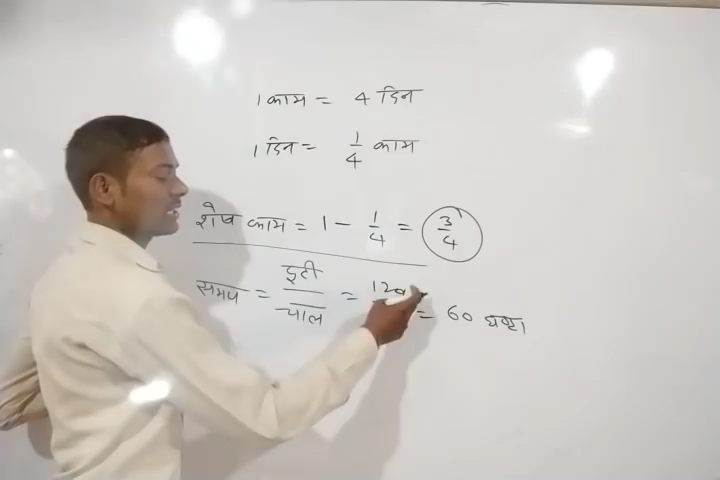 1 काम = 4 दिन
1 दिन = 1/4 काम
शेष काम = 1 - 1/4 = 3/4
समय = दूरी/चाल = 120 = 60 घण्टा